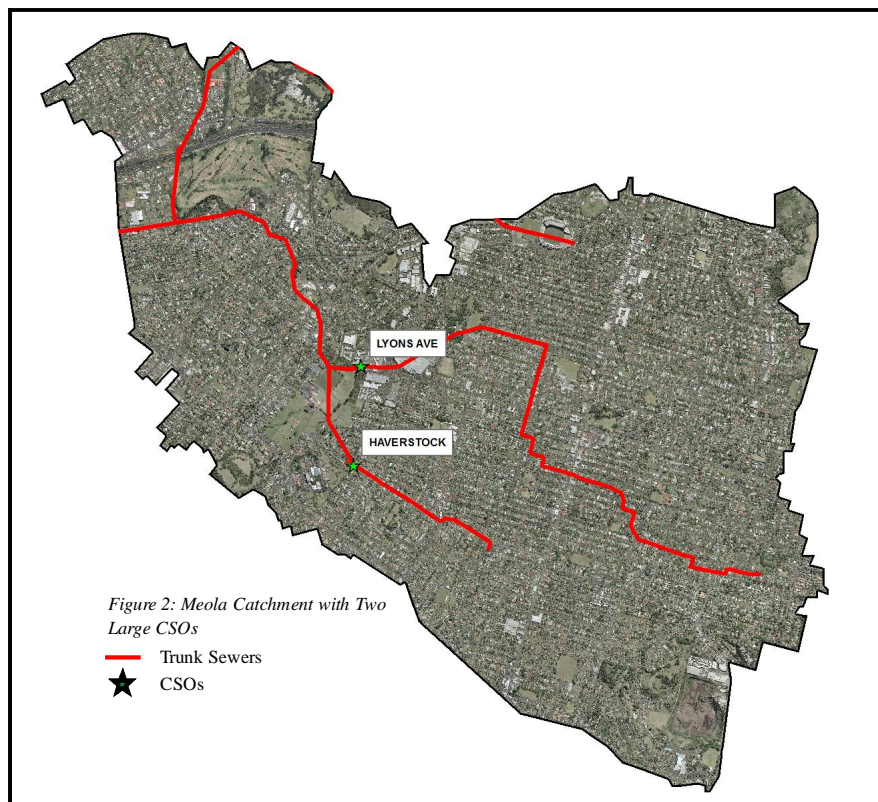 LYONS AVE
HAVERSTOCK
Figure 2: Meola Catchment with Two
Large CSOs
Trunk Sewers
CSOs